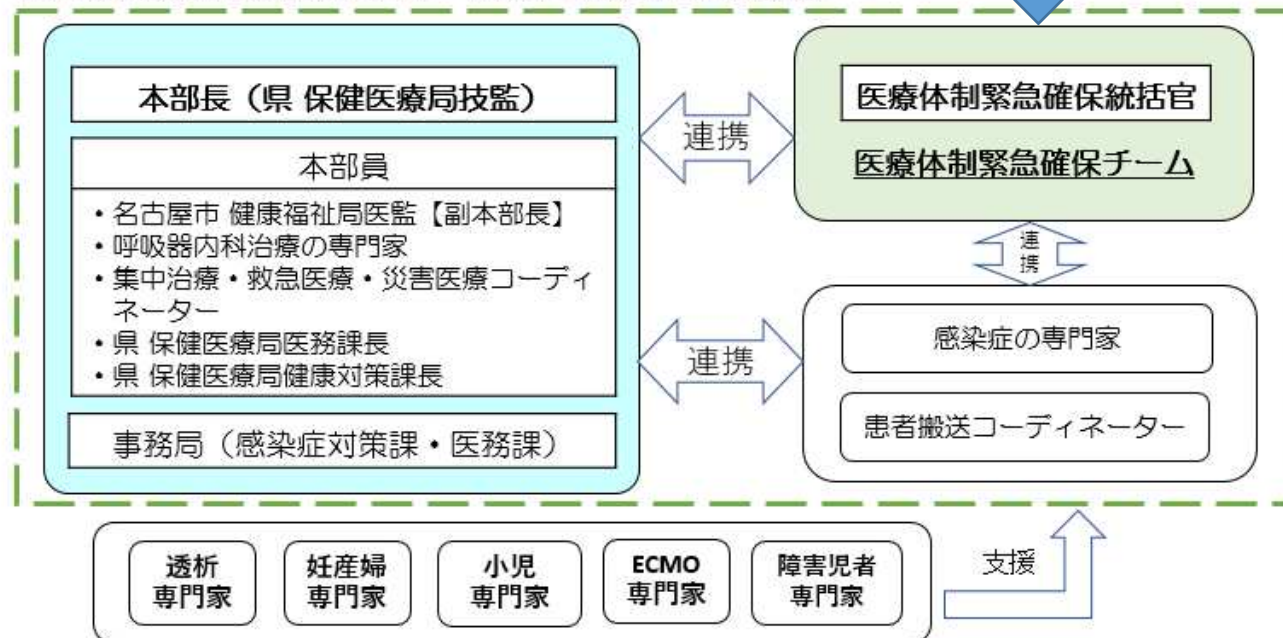 本部長（県 保健医療局技監）
本部員
・名古屋市 健康福祉局医監【副本部長】
・呼吸器内科治療の専門家
・集中治療・救急医療・災害医療コーディ
ネーター
・県 保健医療局医務課長
・県 保健医療局健康対策課長
事務局（感染症対策課・医務課）
連携
連携
医療体制緊急確保統括官
医療体制緊急確保チーム
連
携
感染症の専門家
患者搬送コーディネーター
透析
専門家
妊産婦
専門家
小児
専門家
ECMO
専門家
障害児者
専門家
支援